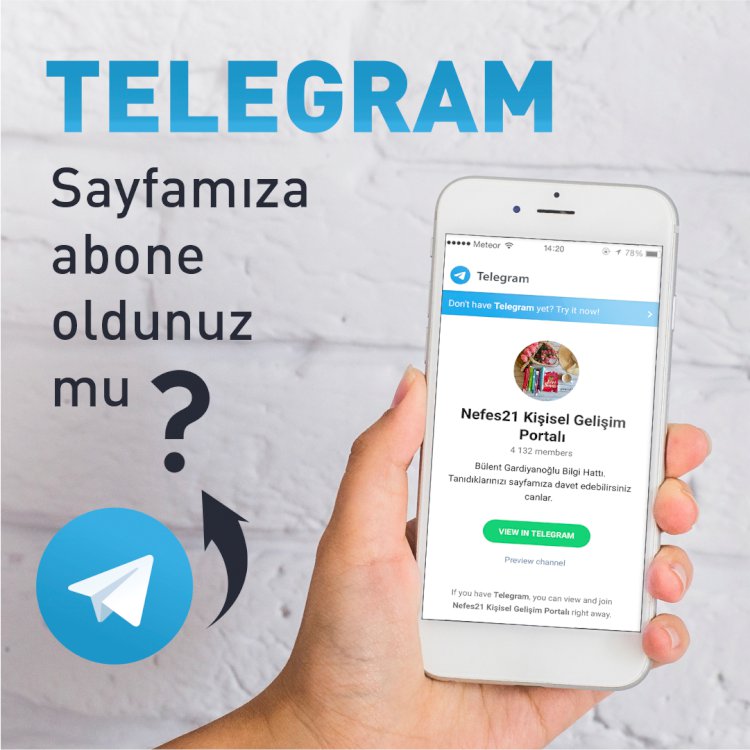 TELEGRAM
Sayfamıza
abone
oldunuz
mu ?
Meteor 14:20 78%
Telegram
Don't have Telegram yet? Try it now!
Nefes21 Kişisel Gelişim
Portalı
4 132 members
Bülent Gardiyanoğlu Bilgi Hattı.
Tanıdıklarınızı sayfamıza davet edebilirsiniz
canlar.
VIEW IN TELEGRAM
Preview channel
If you have Telegram, you can view and join
Nefes21 Kişisel Gelişim Portalı right away.